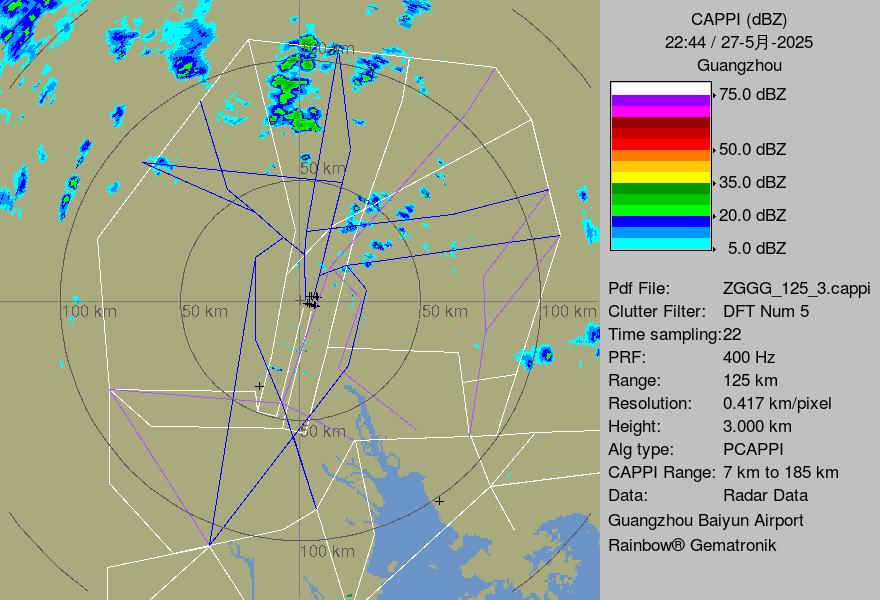 CAPPI (dBZ)
22:44 / 27-5月-2025
Guangzhou
75.0 dBZ
50.0 dBZ
35.0 dBZ
20.0 dBZ
5.0 dBZ
Pdf File: ZGGG_125_3.cappi
Clutter Filter: DFT Num 5
Time sampling:22
PRF: 400 Hz
Range: 125 km
Resolution: 0.417 km/pixel
Height: 3.000 km
Alg type: PCAPPI
CAPPI Range: 7 km to 185 km
Data: Radar Data
Guangzhou Baiyun Airport
Rainbow® Gematronik
100 km
50 km
100 km
50 km
50 km
100 km
50 km
100 km